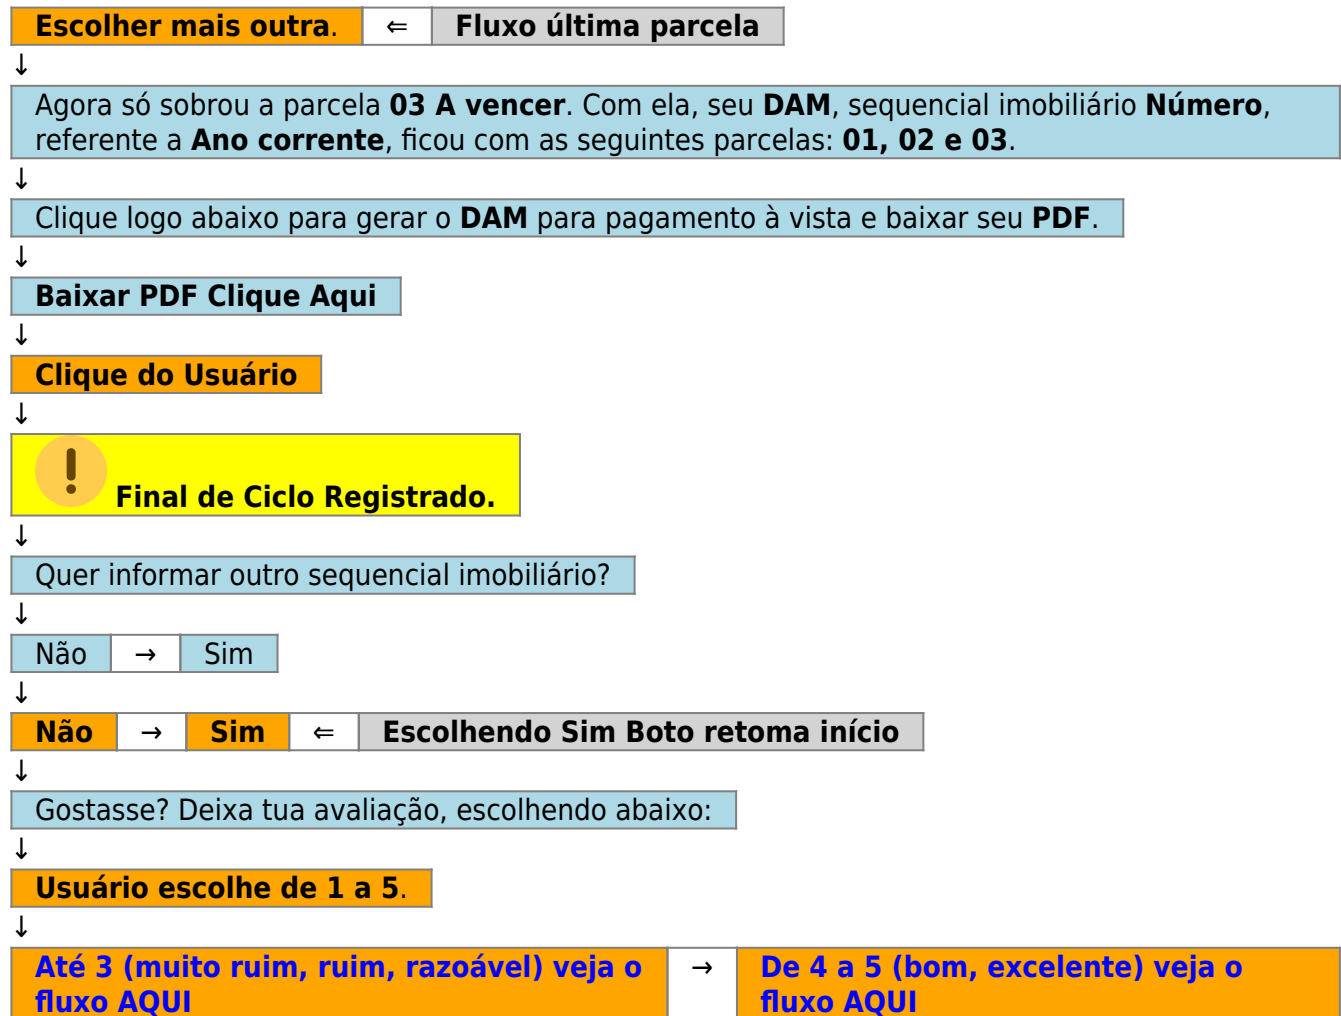 Escolher mais outra. ⇐ Fluxo última parcela
↓
Agora só sobrou a parcela 03 A vencer. Com ela, seu DAM, sequencial imobiliário Número,
referente a Ano corrente, ficou com as seguintes parcelas: 01, 02 e 03.
↓
Clique logo abaixo para gerar o DAM para pagamento à vista e baixar seu PDF.
↓
Baixar PDF Clique Aqui
↓
Clique do Usuário
↓
! Final de Ciclo Registrado.
↓
Quer informar outro sequencial imobiliário?
↓
Não → Sim
↓
Não → Sim ⇐ Escolhendo Sim Boto retoma início
↓
Gostasse? Deixa tua avaliação, escolhendo abaixo:
↓
Usuário escolhe de 1 a 5.
↓
Até 3 (muito ruim, ruim, razoável) veja o
fluxo AQUI
→
De 4 a 5 (bom, excelente) veja o
fluxo AQUI